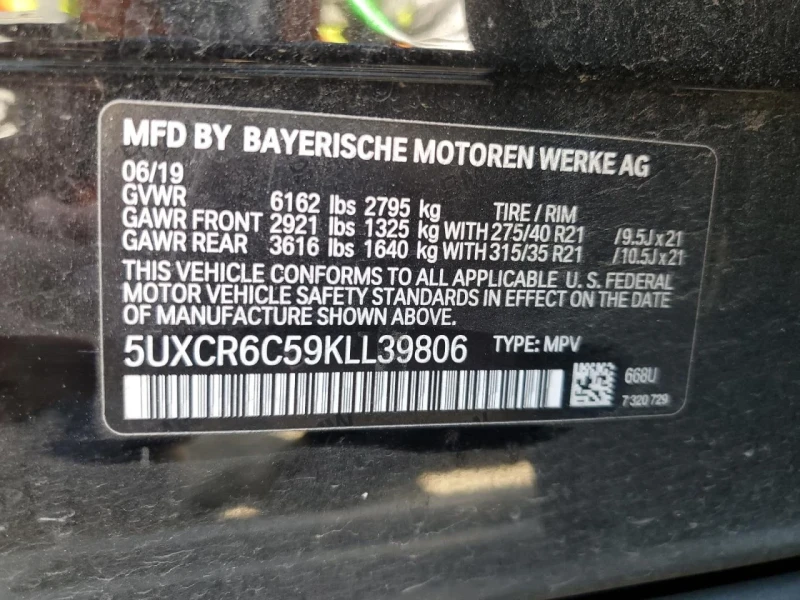 MFD BY BAYERISCHE MOTOREN WERKE AG
06/19
GVWR 6162 lbs 2795 kg TIRE / RIM
GAWR FRONT 2921 lbs 1325 kg WITH 275/40 R21 /9.5J x 21
GAWR REAR 3616 lbs 1640 kg WITH 315/35 R21 /10.5J x 21
THIS VEHICLE CONFORMS TO ALL APPLICABLE U.S. FEDERAL
MOTOR VEHICLE SAFETY STANDARDS IN EFFECT ON THE DATE
OF MANUFACTURE SHOWN ABOVE.
5UXCR6C59KLL39806 TYPE: MPV
668U
7 320 729